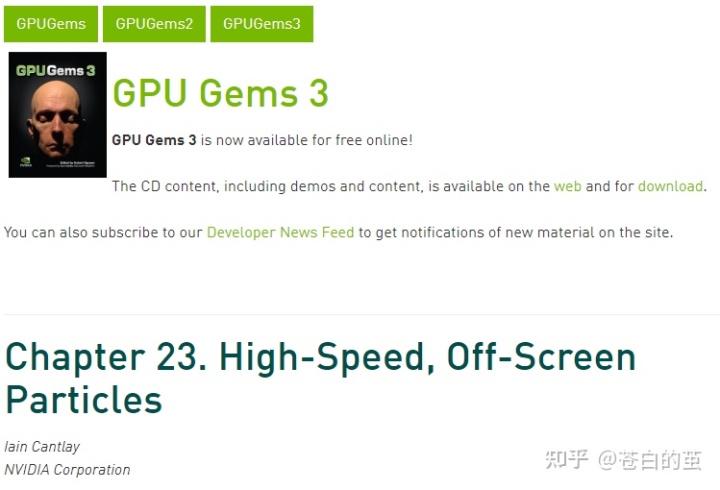 GPUGems GPUGems2 GPUGems3
GPUGems 3
GPU Gems 3
GPU Gems 3 is now available for free online!
The CD content, including demos and content, is available on the web and for download.
You can also subscribe to our Developer News Feed to get notifications of new material on the site.
Chapter 23. High-Speed, Off-Screen
Particles
Iain Cantlay
NVIDIA Corporation
知乎 @苍白的茧